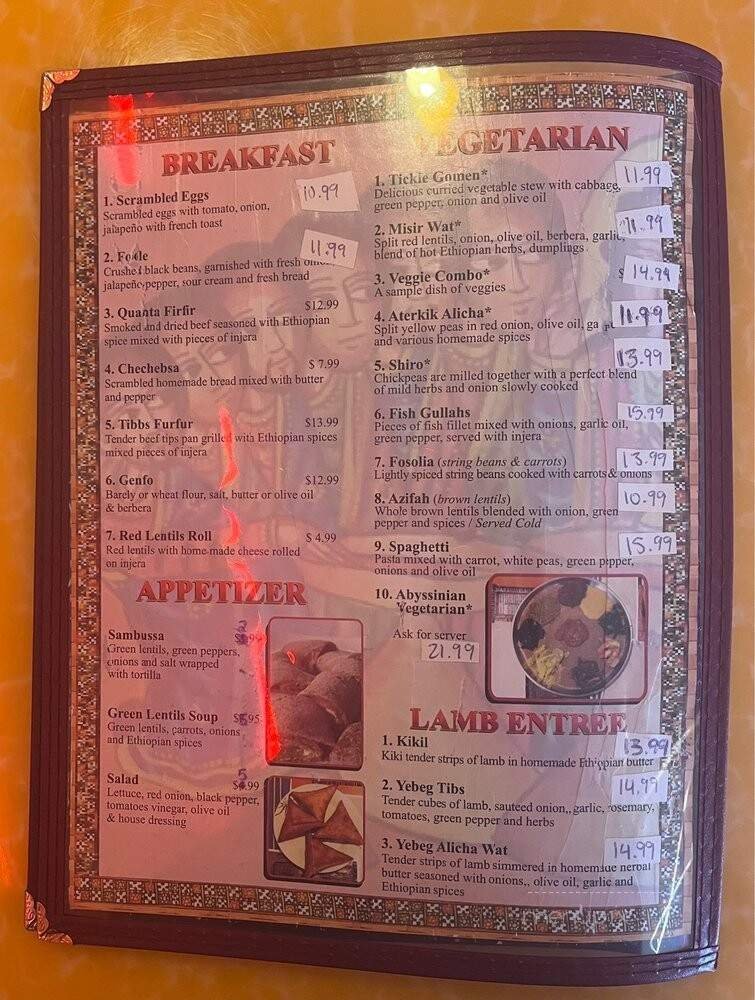 BREAKFAST
1. Scrambled Eggs 10.99
Scrambled eggs with tomato, onion,
jalapeño with french toast
2. 11.99
Crushed black beans, garnished with fresh
jalapeño pepper, sour cream and fresh bread
3. Quanta Firfir $12.99
Smoked and dried beef seasoned with Ethiopian
spice mixed with pieces of injera
4. Chechebsa $ 7.99
Scrambled homemade bread mixed with butter
and pepper
5. Tibbs Furfur $13.99
Tender beef tips pan grilled with Ethiopian spices
mixed pieces of injera
6. Genfo $12.99
Barely or wheat flour, salt, butter or olive oil
& berbera
7. Red Lentils Roll $ 4.99
Red lentils with home-made cheese rolled
on injera
APPETIZER
Sambussa
Green lentils, green peppers,
onions and salt wrapped
with tortilla
Green Lentils Soup $5.95
Green lentils, carrots, onions
and Ethiopian spices
Salad 5
$4.99
Lettuce, red onion, black pepper,
tomatoes vinegar, olive oil
& house dressing
VEGETARIAN
1. Tickle Gomen* 11.99
Delicious curried vegetable stew with cabbage,
green pepper, onion and olive oil
2. Misir Wat* 11.99
Split red lentils, onion, olive oil, berbera, garlic,
blend of hot Ethiopian herbs, dumplings
3. Veggie Combo* $ 14.99
A sample dish of veggies
4. Aterkik Alicha* 11.99
Split yellow peas in red onion, olive oil,
and various homemade spices
5. Shiro* 13.99
Chickpeas are milled together with a perfect blend
of mild herbs and onion slowly cooked
6. Fish Gullahs 15.99
Pieces of fish fillet mixed with onions, garlic oil,
green pepper, served with injera
7. Fosolia (string beans & carrots) 13.99
Lightly spiced string beans cooked with carrots & onions
8. Azifah (brown lentils) 10.99
Whole brown lentils blended with onion, green
pepper and spices / Served Cold
9. Spaghetti 15.99
Pasta mixed with carrot, white peas, green pepper,
onions and olive oil
10. Abyssinian
Vegetarian*
Ask for server
21.99
LAMB ENTREE
1. Kikil 13.99
Kiki tender strips of lamb in homemade Ethiopian butter
2. Yebeg Tibs 14.99
Tender cubes of lamb, sauteed onion,, garlic, rosemary,
tomatoes, green pepper and herbs
3. Yebeg Alicha Wat 14.99
Tender strips of lamb simmered in homemade herbal
butter seasoned with onions,. olive oil, garlic and
Ethiopian spices